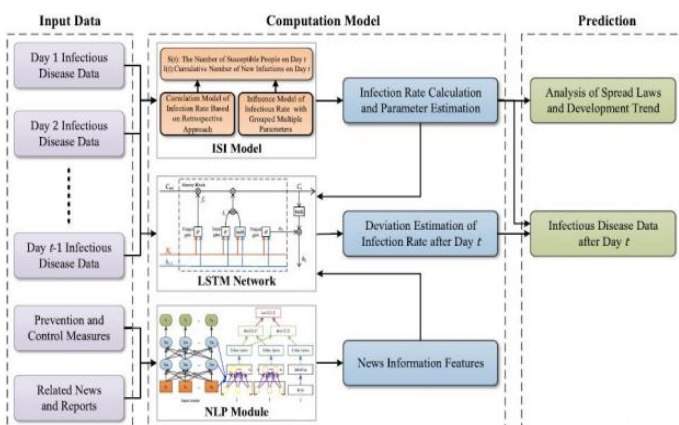 Input Data
Computation Model
Prediction
Day 1 Infectious
Disease Data
Day 2 Infectious
Disease Data
Day t-1 Infectious
Disease Data
Prevention and
Control Measures
Related News
and Reports
S(t): The Number of Susceptible People on Day t
I(t):Cumulative Number of New Infections on Day t
Correlation Model of
Infection Rate Based
on Retrospective
Approach
Influence Model of
Infectious Rate with
Grouped Multiple
Parameters
ISI Model
LSTM Network
NLP Module
Infection Rate Calculation
and Parameter Estimation
Deviation Estimation of
Infection Rate after Day t
News Information Features
Analysis of Spread Laws
and Development Trend
Infectious Disease Data
after Day t